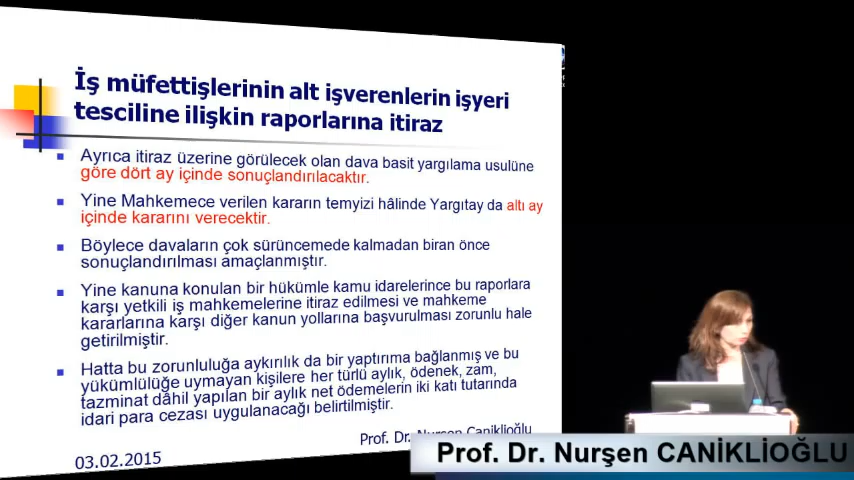 İş müfettişlerinin alt işverenlerin işyeri
tesciline ilişkin raporlarına itiraz
Ayrıca itiraz üzerine görülecek olan dava basit yargılama usulüne
göre dört ay içinde sonuçlandırılacaktır.
Yine Mahkemece verilen kararın temyizi hâlinde Yargıtay da altı ay
içinde kararını verecektir.
Böylece davaların çok sürüncemede kalmadan biran önce
sonuçlandırılması amaçlanmıştır.
Yine kanuna konulan bir hükümle kamu idarelerince bu raporlara
karşı yetkili iş mahkemelerine itiraz edilmesi ve mahkeme
kararlarına karşı diğer kanun yollarına başvurulması zorunlu hale
getirilmiştir.
Hatta bu zorunluluğa aykırılık da bir yaptırıma bağlanmış ve bu
yükümlülüğe uymayan kişilere her türlü aylık, ödenek, zam,
tazminat dâhil yapılan bir aylık net ödemelerin iki katı tutarında
idari para cezası uygulanacağı belirtilmiştir.
Prof. Dr. Nurşen Caniklioğlu
03.02.2015
Prof. Dr. Nurşen CANİKLİOĞLU